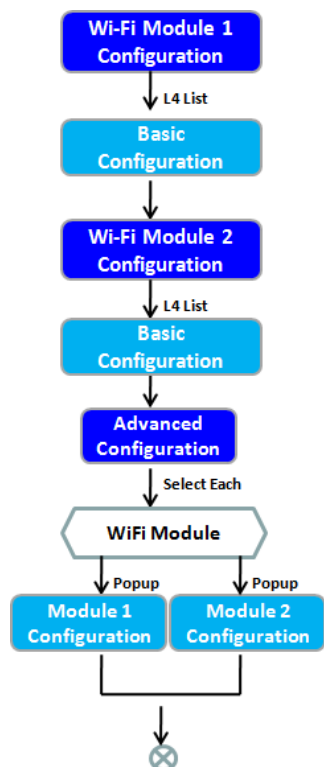 Wi-Fi Module 1
Configuration
L4 List
Basic
Configuration
Wi-Fi Module 2
Configuration
L4 List
Basic
Configuration
Advanced
Configuration
Select Each
WiFi Module
Popup
Popup
Module 1
Configuration
Module 2
Configuration